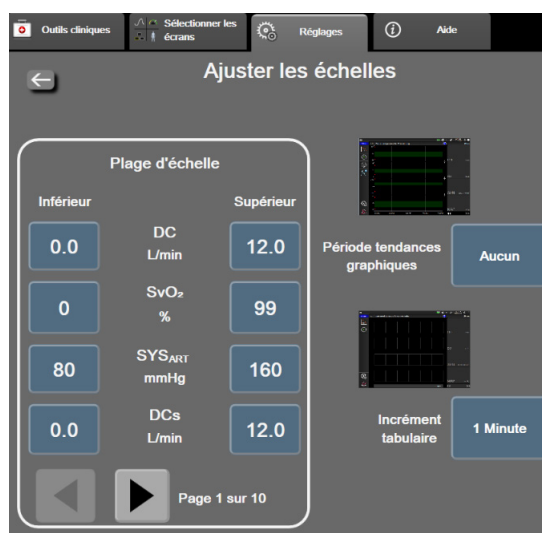 Outils cliniques
Sélectionner les
écrans
Réglages
Aide
Ajuster les échelles
Plage d'échelle
Inférieur
Supérieur
0.0
DC
L/min
12.0
0
SvO₂
%
99
80
SYSART
mmHg
160
0.0
DCs
L/min
12.0
Page 1 sur 10
Période tendances
graphiques
Aucun
Incrément
tabulaire
1 Minute